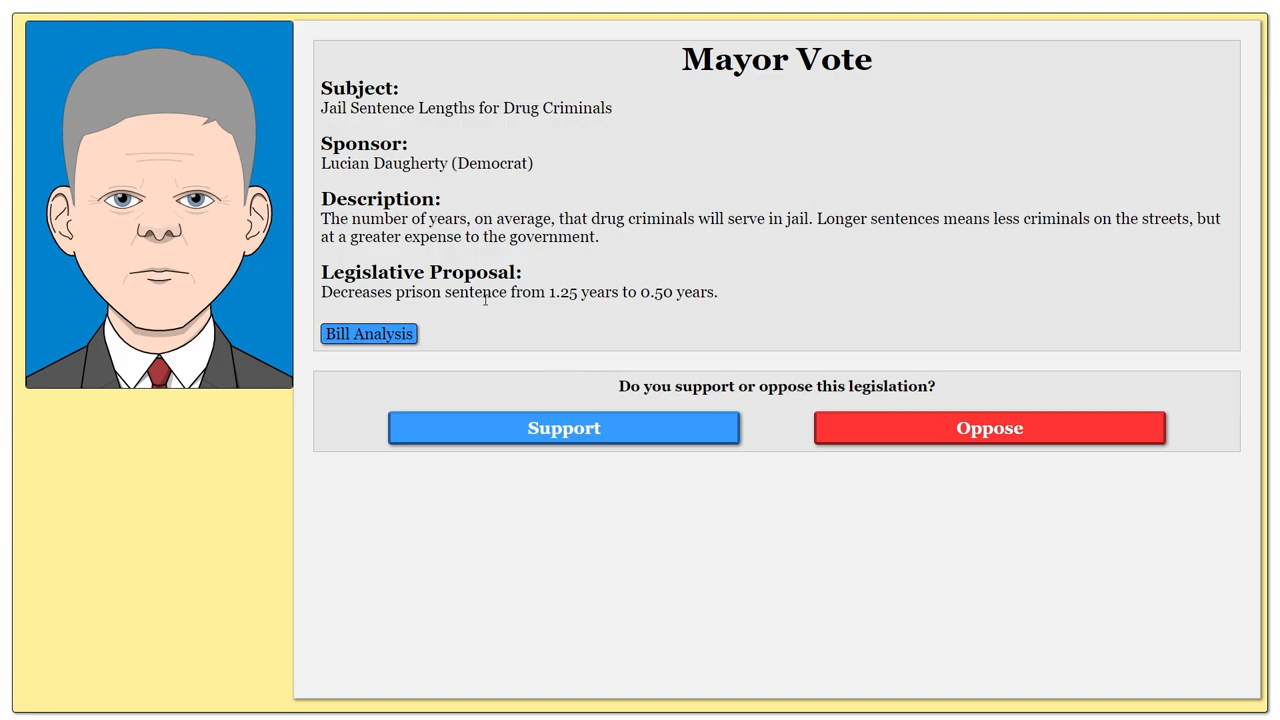 Mayor Vote
Subject:
Jail Sentence Lengths for Drug Criminals
Sponsor:
Lucian Daugherty (Democrat)
Description:
The number of years, on average, that drug criminals will serve in jail. Longer sentences means less criminals on the streets, but
at a greater expense to the government.
Legislative Proposal:
Decreases prison sentence from 1.25 years to 0.50 years.
Bill Analysis
Do you support or oppose this legislation?
Support
Oppose